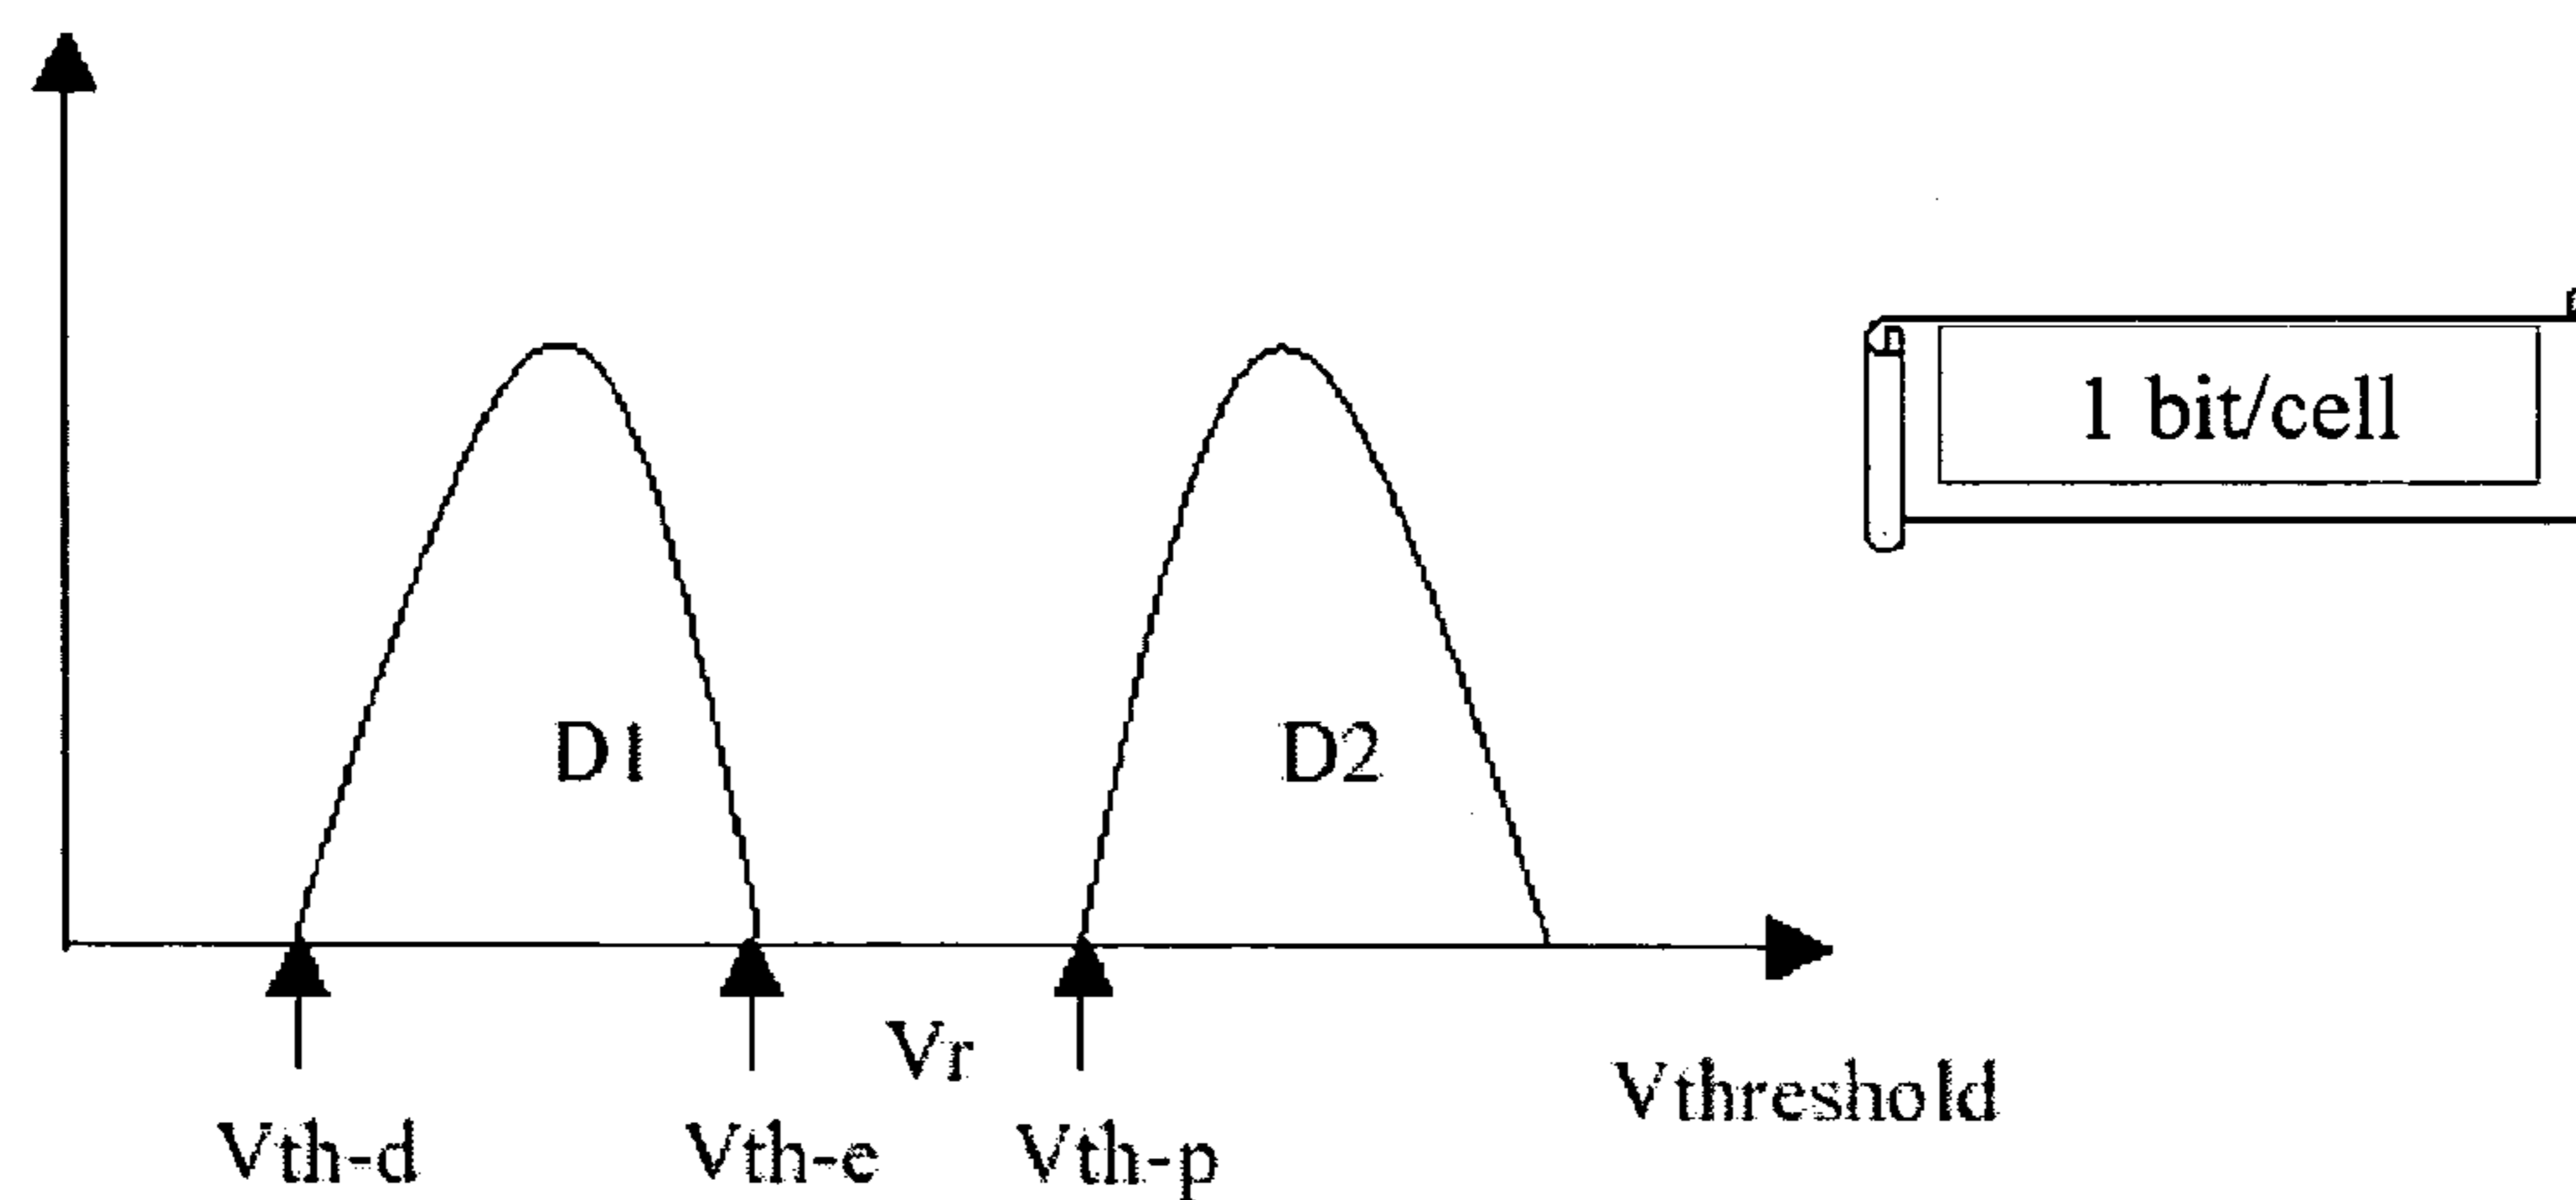 1 bit/cell
D1
D2
Vr
Vthreshold
Vth-d
Vth-e
Vth-p